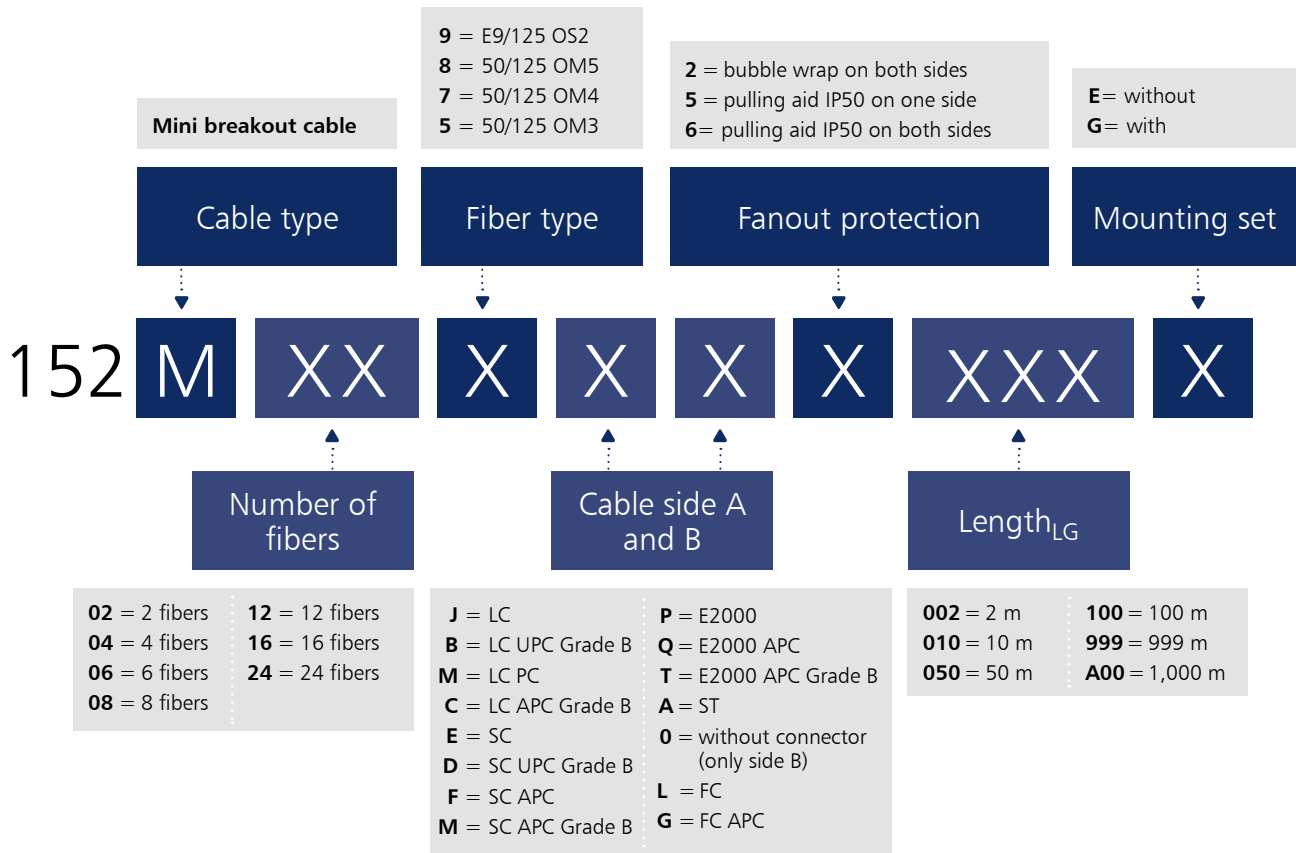 9 = E9/125 OS2
8 = 50/125 OM5
7 = 50/125 OM4
5 = 50/125 OM3
2 = bubble wrap on both sides
5 = pulling aid IP50 on one side
6= pulling aid IP50 on both sides
E= without
G= with
Mini breakout cable
Cable type
Fiber type
Fanout protection
Mounting set
152 M XX X X X X XXX X
Number of
fibers
Cable side A
and B
LengthLG
02 = 2 fibers
04 = 4 fibers
06 = 6 fibers
08 = 8 fibers
12 = 12 fibers
16 = 16 fibers
24 = 24 fibers
J = LC
B = LC UPC Grade B
M = LC PC
C = LC APC Grade B
E = SC
D = SC UPC Grade B
F = SC APC
M = SC APC Grade B
P = E2000
Q = E2000 APC
T = E2000 APC Grade B
A = ST
0 = without connector
(only side B)
L = FC
G = FC APC
002 = 2 m
010 = 10 m
050 = 50 m
100 = 100 m
999 = 999 m
A00 = 1,000 m